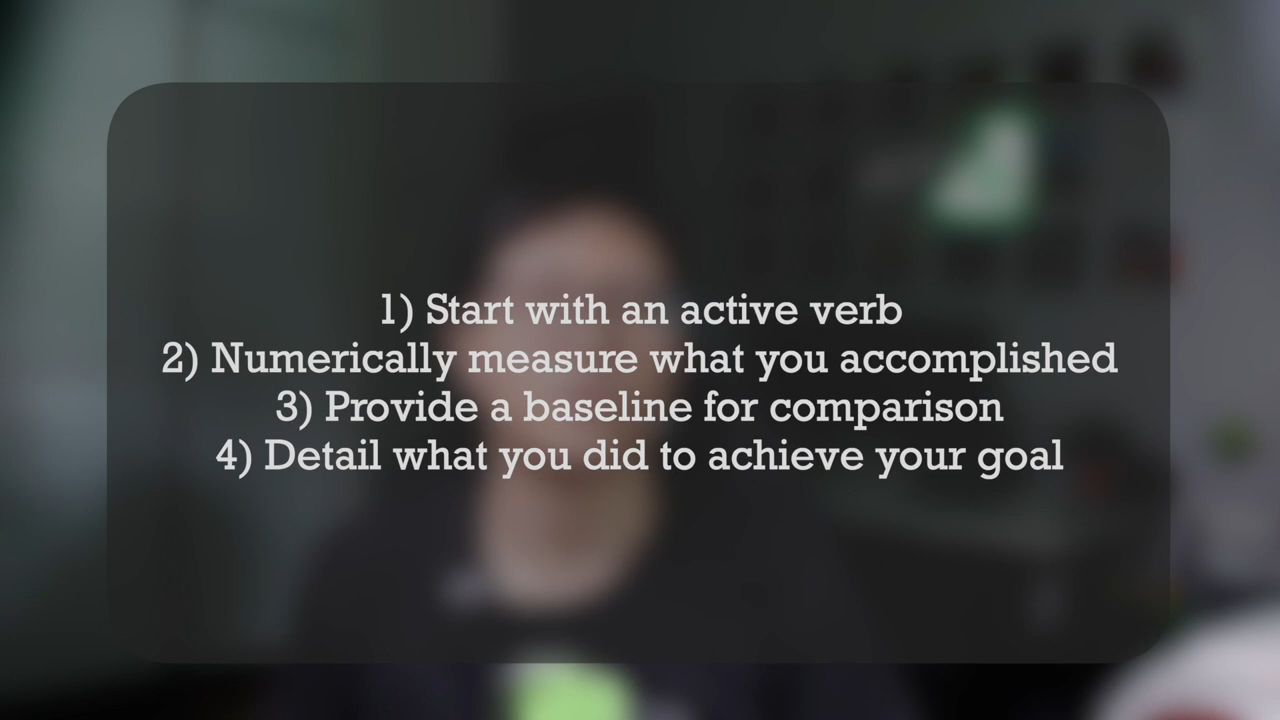 1) Start with an active verb
2) Numerically measure what you accomplished
3) Provide a baseline for comparison
4) Detail what you did to achieve your goal